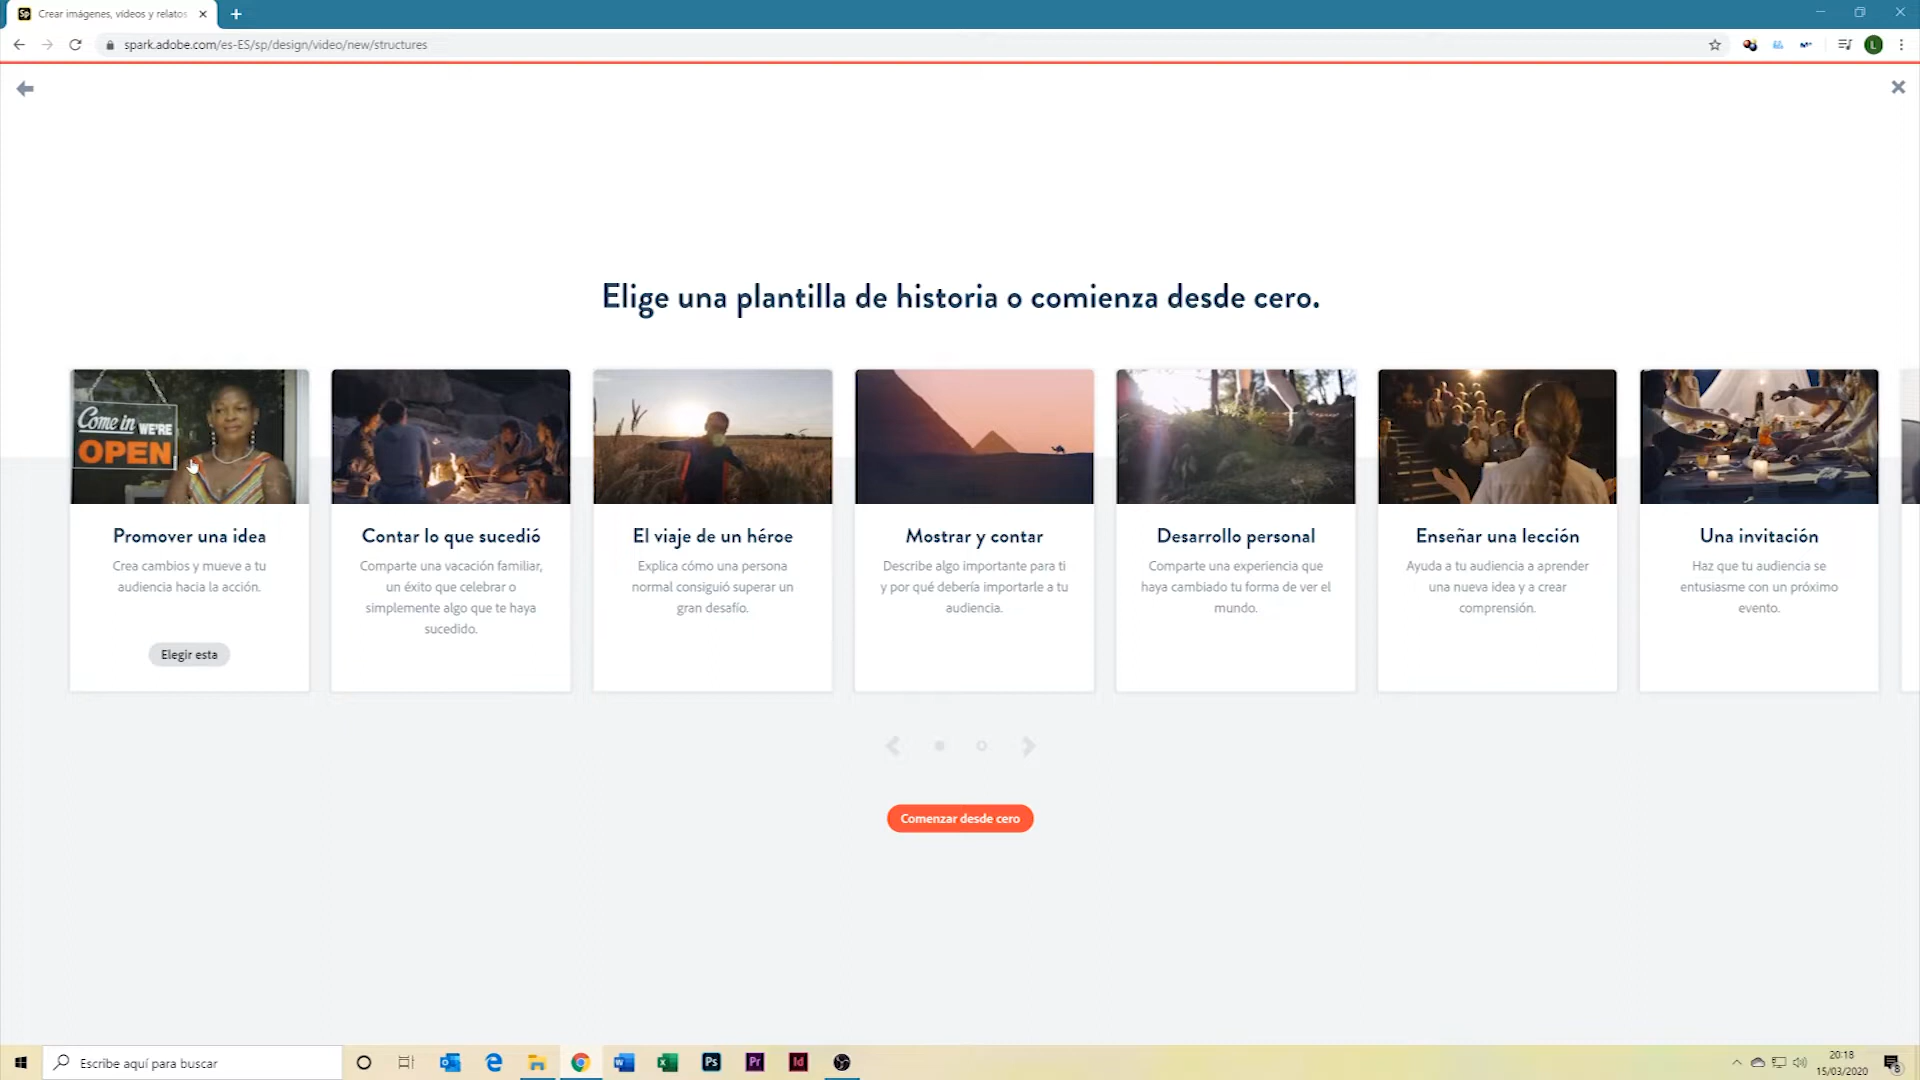 Crear imágenes, vídeos y relatos
spark.adobe.com/es-ES/sp/design/video/new/structures
L
Elige una plantilla de historia o comienza desde cero.
Come in WE'RE
OPEN
Promover una idea
Crea cambios y mueve a tu
audiencia hacia la acción.
Elegir esta
Contar lo que sucedió
Comparte una vacación familiar,
un éxito que celebrar o
simplemente algo que te haya
sucedido.
El viaje de un héroe
Explica cómo una persona
normal consiguió superar un
gran desafío.
Mostrar y contar
Describe algo importante para ti
y por qué debería importarle a tu
audiencia.
Desarrollo personal
Comparte una experiencia que
haya cambiado tu forma de ver el
mundo.
Enseñar una lección
Ayuda a tu audiencia a aprender
una nueva idea y a crear
comprensión.
Una invitación
Haz que tu audiencia se
entusiasme con un próximo
evento.
Comenzar desde cero
Escribe aquí para buscar
Ps
Pr
Id
20:18
15/03/2020
8